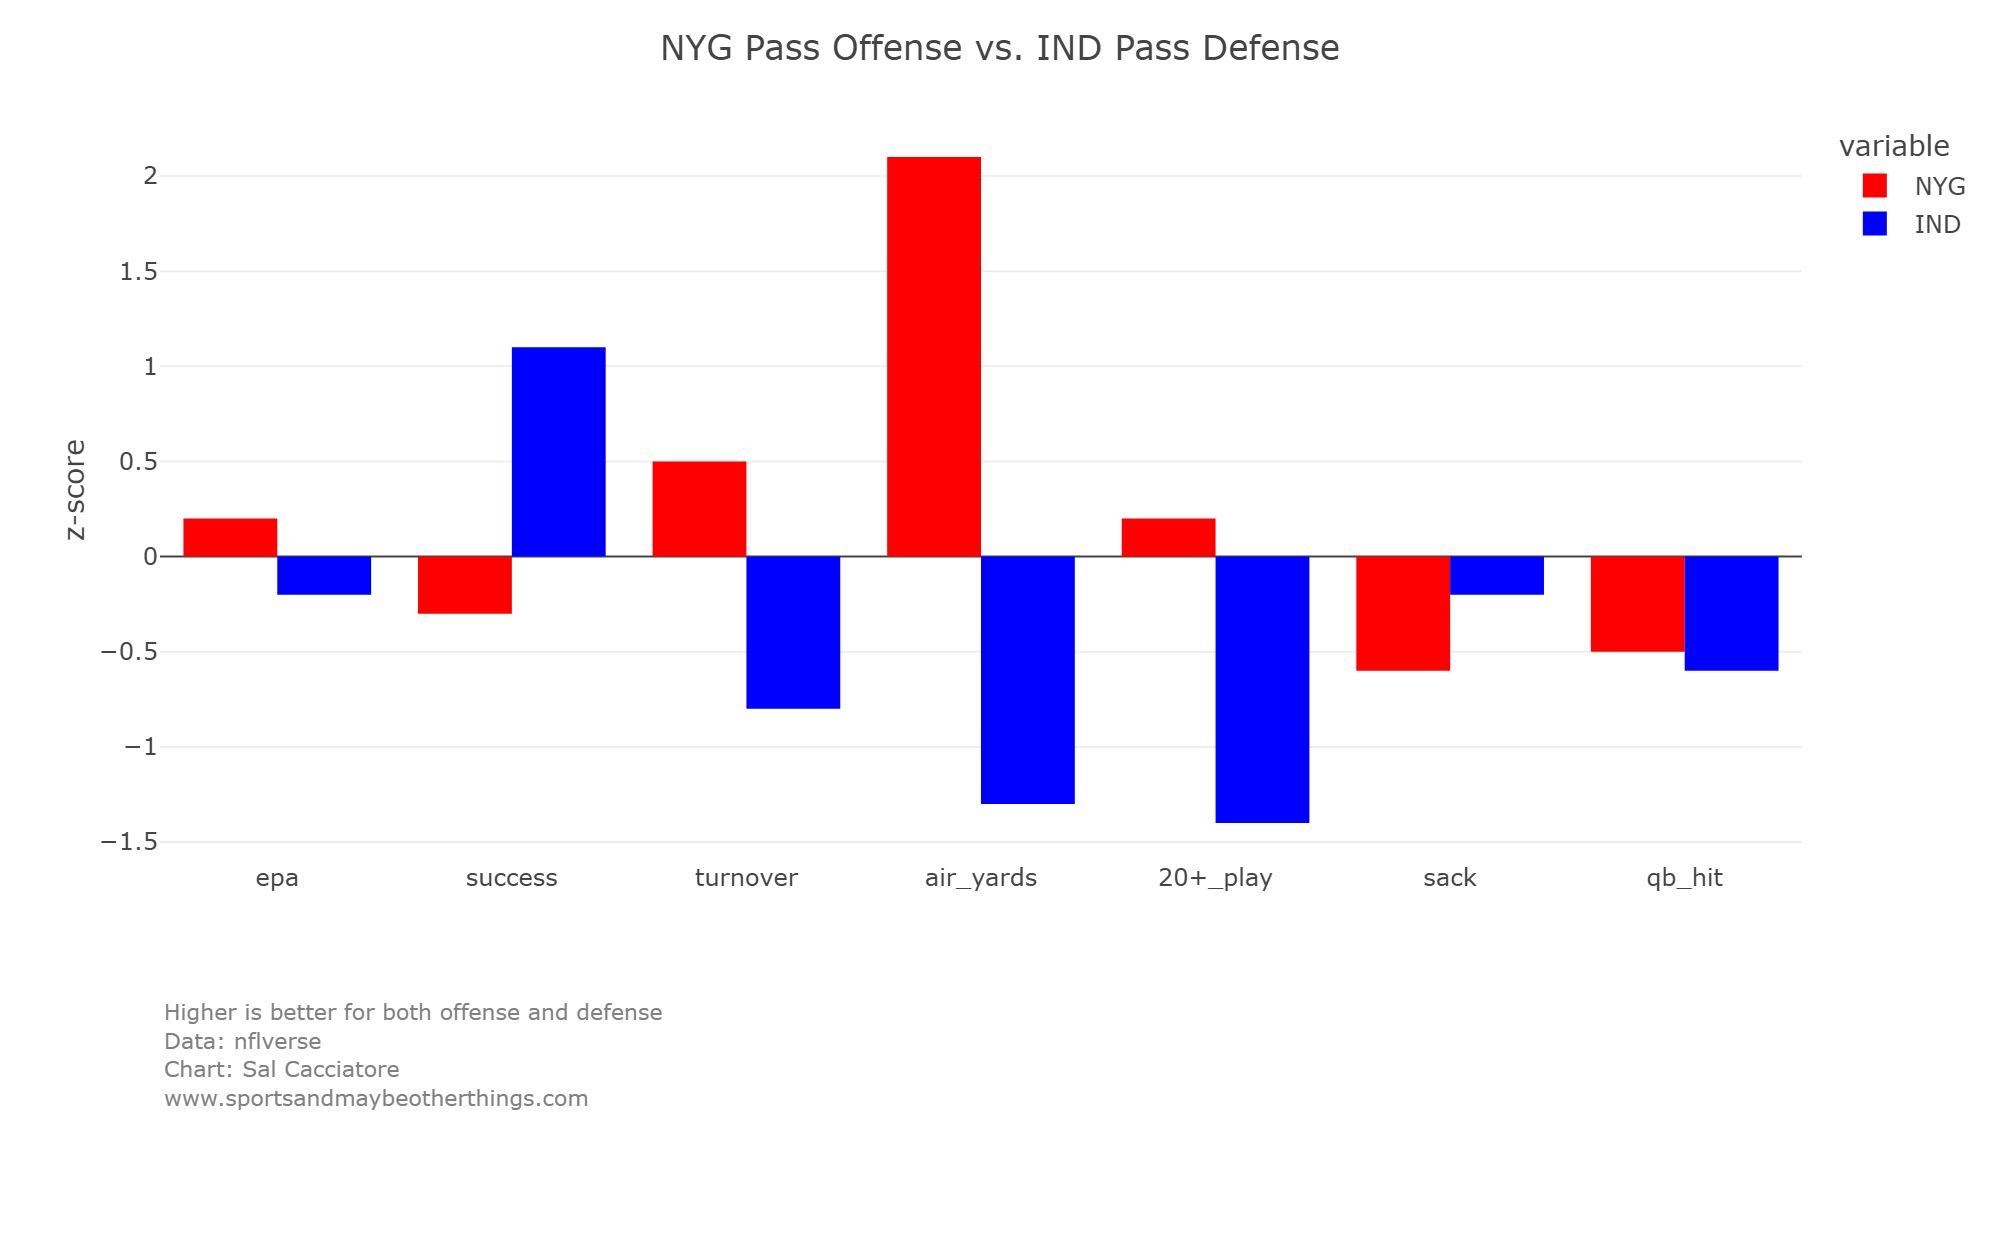 NYG Pass Offense vs. IND Pass Defense
variable
NYG
IND
z-score
2
1.5
1
0.5
0
−0.5
−1
−1.5
epa success turnover air_yards 20+_play sack qb_hit
Higher is better for both offense and defense
Data: nflverse
Chart: Sal Cacciatore
www.sportsandmaybeotherthings.com